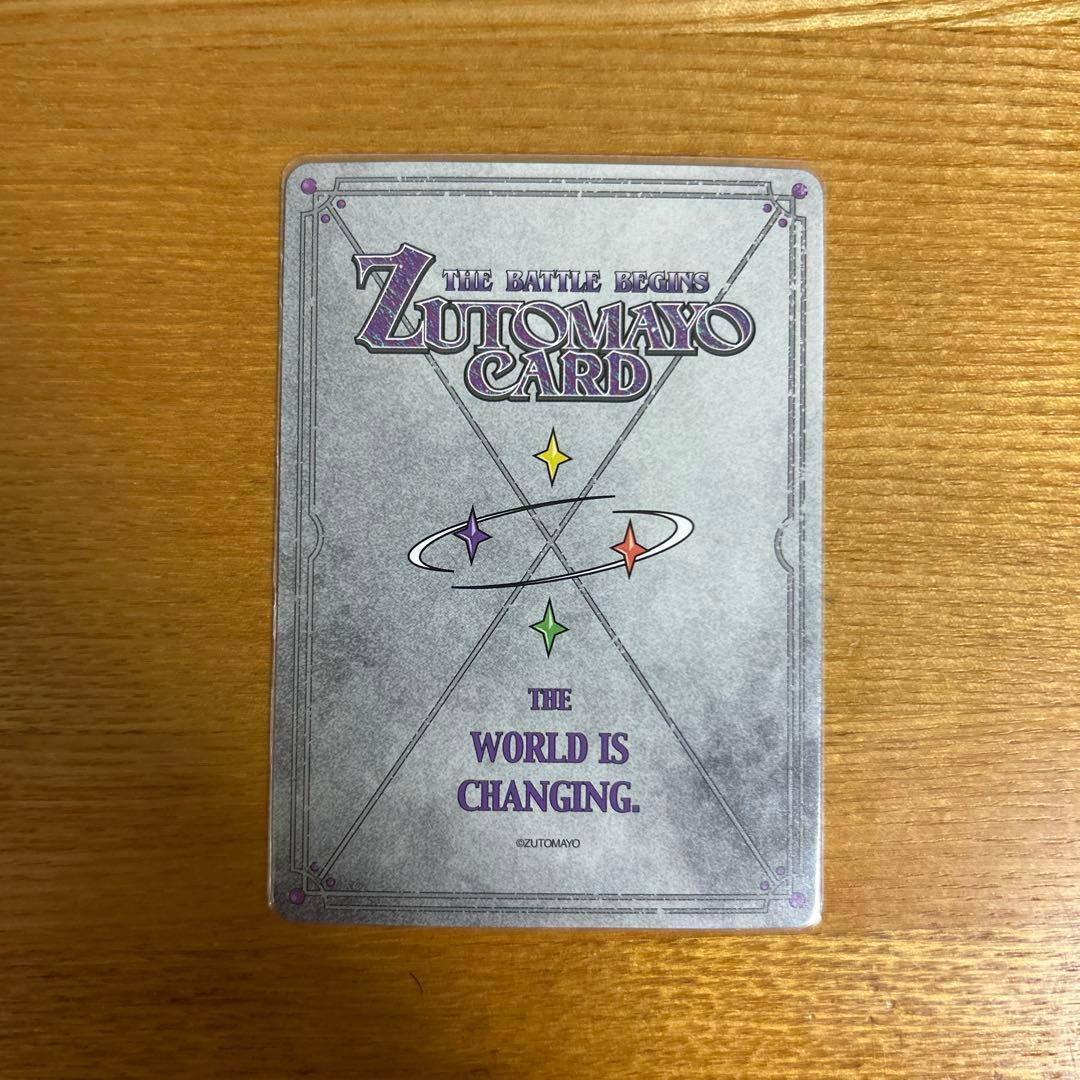 THE BATTLE BEGINS
ZUTOMAYO
CARD
THE
WORLD IS
CHANGING.
©ZUTOMAYO